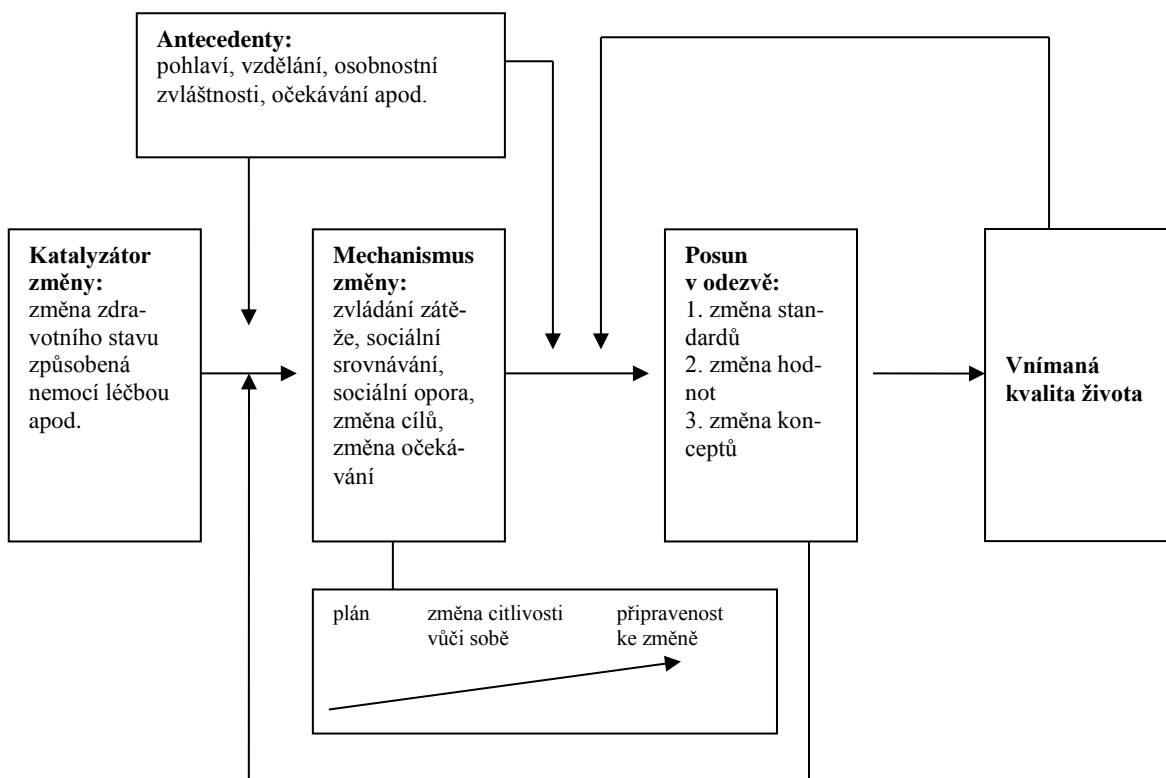 Antecedenty:
pohlaví, vzdělání, osobnostní
zvláštnosti, očekávání apod.
Katalyzátor
změny:
změna zdra-
votního stavu
způsobená
nemocí léčbou
apod.
Mechanismus
změny:
zvládání zátě-
že, sociální
srovnávání,
sociální opora,
změna cílů,
změna očeká-
vání
Posun
v odezvě:
1. změna stan-
dardů
2. změna hod-
not
3. změna kon-
ceptů
Vnímaná
kvalita života
plán
změna citlivosti
vůči sobě
připravenost
ke změně